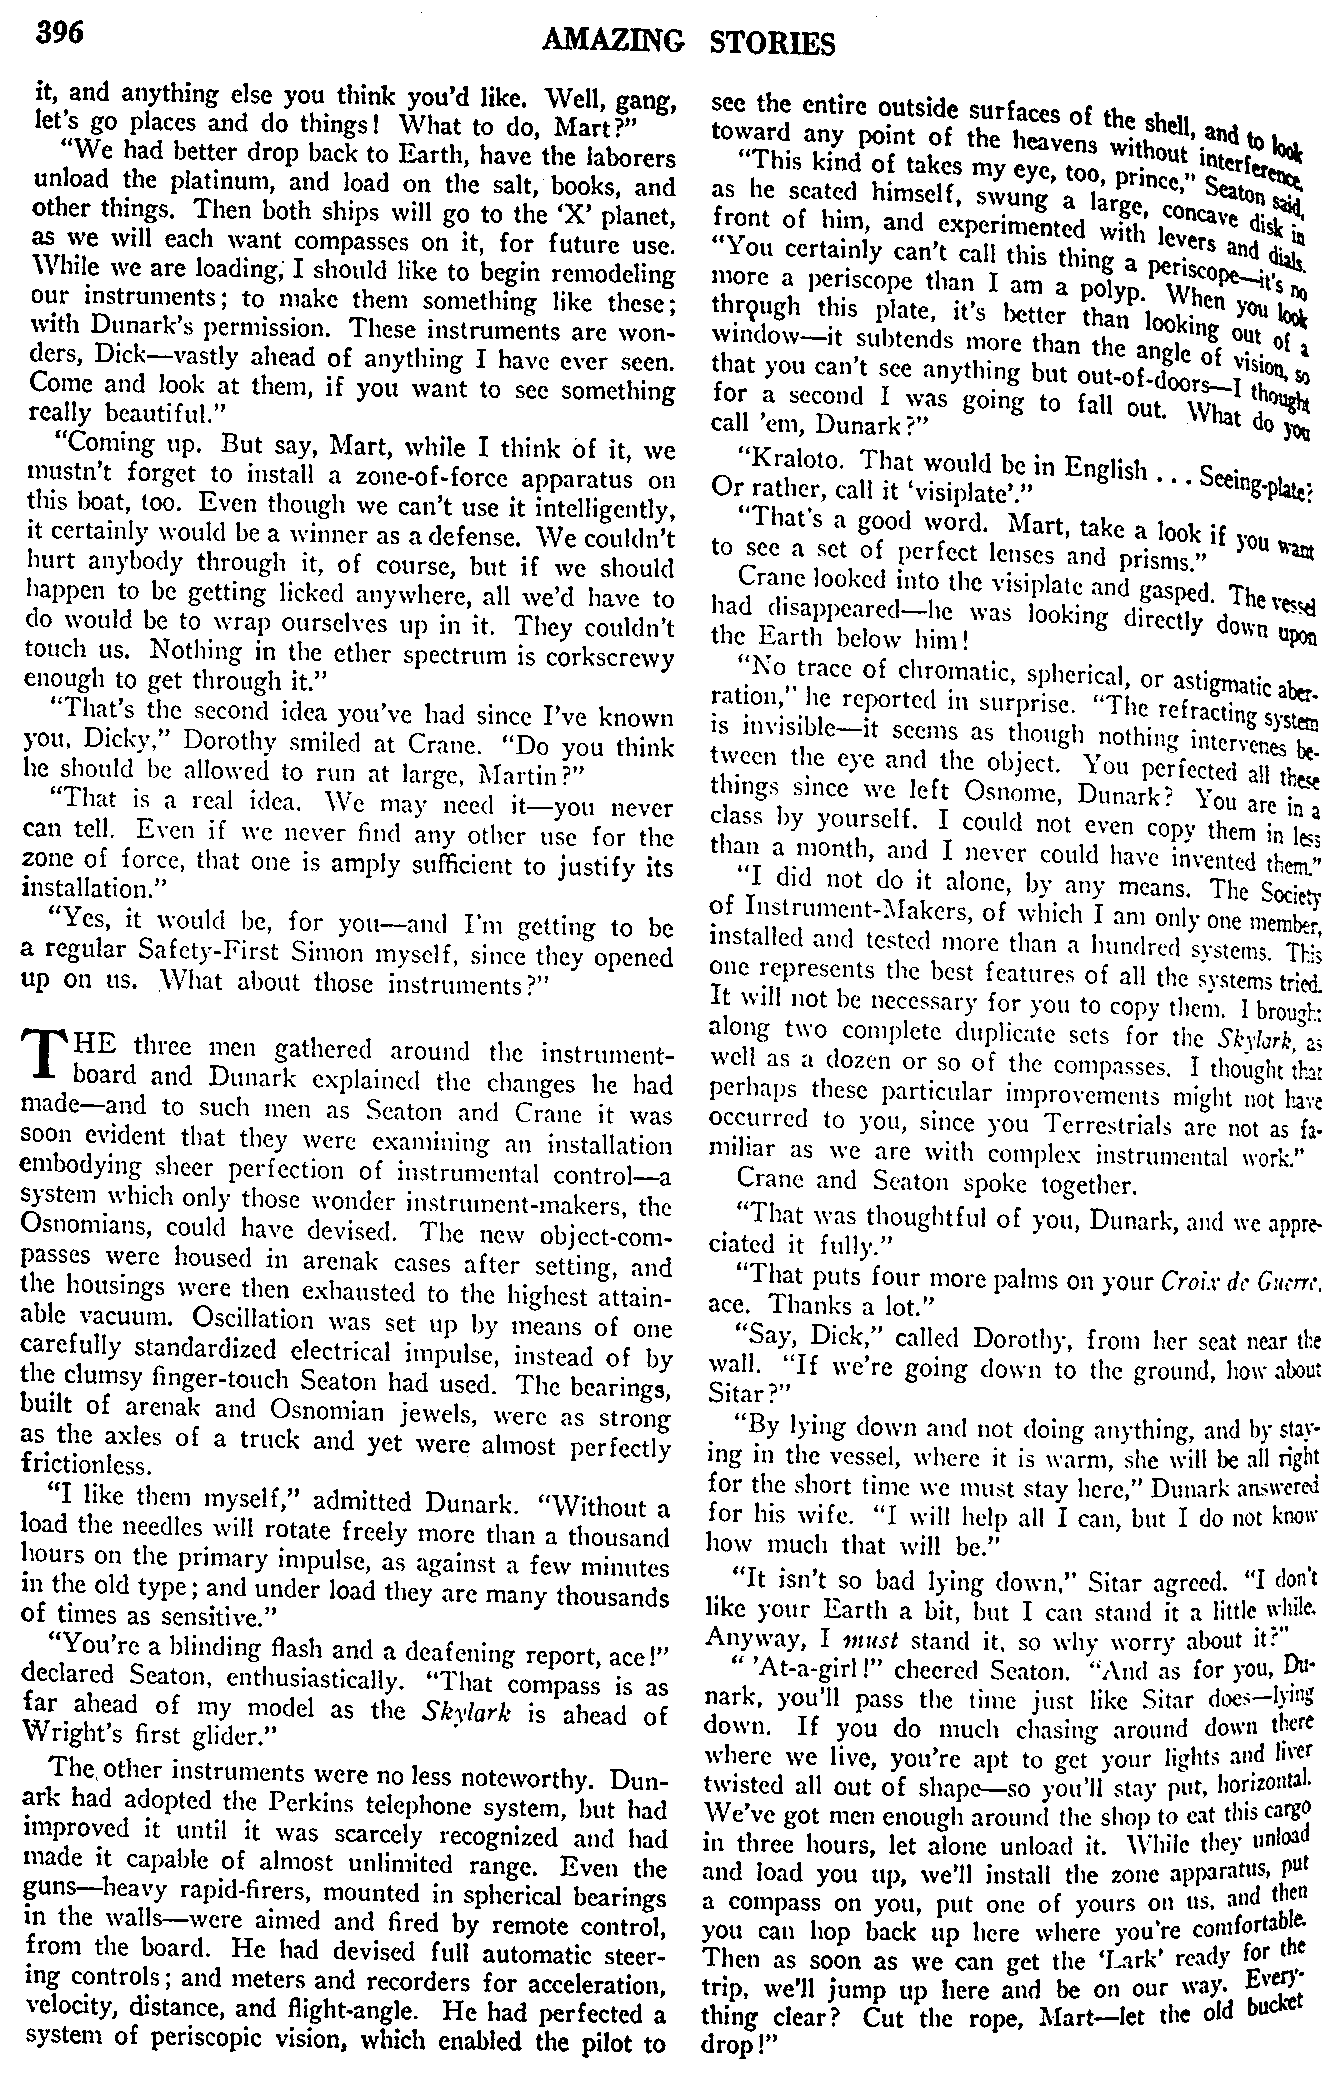 396
AMAZING STORIES
it, and anything else you think you'd like. Well, gang,
let's go places and do things! What to do, Mart?"
"We had better drop back to Earth, have the laborers
unload the platinum, and load on the salt, books, and
other things. Then both ships will go to the 'X' planet,
as we will each want compasses on it, for future use.
While we are loading, I should like to begin remodeling
our instruments; to make them something like these;
with Dunark's permission. These instruments are won-
ders, Dick—vastly ahead of anything I have ever seen.
Come and look at them, if you want to see something
really beautiful."
"Coming up. But say, Mart, while I think of it, we
mustn't forget to install a zone-of-force apparatus on
this boat, too. Even though we can't use it intelligently,
it certainly would be a winner as a defense. We couldn't
hurt anybody through it, of course, but if we should
happen to be getting licked anywhere, all we'd have to
do would be to wrap ourselves up in it. They couldn't
touch us. Nothing in the ether spectrum is corkscrewy
enough to get through it."
"That's the second idea you've had since I've known
you, Dicky," Dorothy smiled at Crane. "Do you think
he should be allowed to run at large, Martin?"
"That is a real idea. We may need it—you never
can tell. Even if we never find any other use for the
zone of force, that one is amply sufficient to justify its
installation."
"Yes, it would be, for you—and I'm getting to be
a regular Safety-First Simon myself, since they opened
up on us. What about those instruments?"
THE three men gathered around the instrument-
board and Dunark explained the changes he had
made—and to such men as Seaton and Crane it was
soon evident that they were examining an installation
embodying sheer perfection of instrumental control—a
system which only those wonder instrument-makers, the
Osnomians, could have devised. The new object-com-
passes were housed in arenak cases after setting, and
the housings were then exhausted to the highest attain-
able vacuum. Oscillation was set up by means of one
carefully standardized electrical impulse, instead of by
the clumsy finger-touch Seaton had used. The bearings,
built of arenak and Osnomian jewels, were as strong
as the axles of a truck and yet were almost perfectly
frictionless.
"I like them myself," admitted Dunark. "Without a
load the needles will rotate freely more than a thousand
hours on the primary impulse, as against a few minutes
in the old type; and under load they are many thousands
of times as sensitive."
"You're a blinding flash and a deafening report, ace!"
declared Seaton, enthusiastically. "That compass is as
far ahead of my model as the Skylark is ahead of
Wright's first glider."
The other instruments were no less noteworthy. Dun-
ark had adopted the Perkins telephone system, but had
improved it until it was scarcely recognized and had
made it capable of almost unlimited range. Even the
guns—heavy rapid-firers, mounted in spherical bearings
in the walls—were aimed and fired by remote control,
from the board. He had devised full automatic steer-
ing controls; and meters and recorders for acceleration,
velocity, distance, and flight-angle. He had perfected a
system of periscopic vision, which enabled the pilot to
see the entire outside surfaces of the shell, and to look
toward any point of the heavens without interference.
"This kind of takes my eye, too, prince," Seaton said,
as he seated himself, swung a large, concave disk in
front of him, and experimented with levers and dials.
"You certainly can't call this thing a periscope—it's no
more a periscope than I am a polyp. When you look
through this plate, it's better than looking out of a
window—it subtends more than the angle of vision, so
that you can't see anything but out-of-doors—I thought
for a second I was going to fall out. What do you
call 'em, Dunark?"
"Kraloto. That would be in English . . . Seeing-plate?
Or rather, call it 'visiplate'."
"That's a good word. Mart, take a look if you want
to see a set of perfect lenses and prisms."
Crane looked into the visiplate and gasped. The vessel
had disappeared—he was looking directly down upon
the Earth below him!
"No trace of chromatic, spherical, or astigmatic aber-
ration," he reported in surprise. "The refracting system
is invisible—it seems as though nothing intervenes be-
tween the eye and the object. You perfected all these
things since we left Osnome, Dunark? You are in a
class by yourself. I could not even copy them in less
than a month, and I never could have invented them."
"I did not do it alone, by any means. The Society
of Instrument-Makers, of which I am only one member,
installed and tested more than a hundred systems. This
one represents the best features of all the systems tried.
It will not be necessary for you to copy them. I brought
along two complete duplicate sets for the Skylark, as
well as a dozen or so of the compasses. I thought that
perhaps these particular improvements might not have
occurred to you, since you Terrestrials are not as fa-
miliar as we are with complex instrumental work."
Crane and Seaton spoke together.
"That was thoughtful of you, Dunark, and we appre-
ciated it fully."
"That puts four more palms on your Croix de Guerre,
ace. Thanks a lot."
"Say, Dick," called Dorothy, from her seat near the
wall. "If we're going down to the ground, how about
Sitar?"
"By lying down and not doing anything, and by stay-
ing in the vessel, where it is warm, she will be all right
for the short time we must stay here," Dunark answered
for his wife. "I will help all I can, but I do not know
how much that will be."
"It isn't so bad lying down," Sitar agreed. "I don't
like your Earth a bit, but I can stand it a little while.
Anyway, I must stand it, so why worry about it?"
" 'At-a-girl!" cheered Seaton. "And as for you, Du-
nark, you'll pass the time just like Sitar does—lying
down. If you do much chasing around down there
where we live, you're apt to get your lights and liver
twisted all out of shape—so you'll stay put, horizontal.
We've got men enough around the shop to eat this cargo
in three hours, let alone unload it. While they unload
and load you up, we'll install the zone apparatus, put
a compass on you, put one of yours on us, and then
you can hop back up here where you're comfortable.
Then as soon as we can get the 'Lark' ready for the
trip, we'll jump up here and be on our way. Every-
thing clear? Cut the rope, Mart—let the old bucket
drop!"